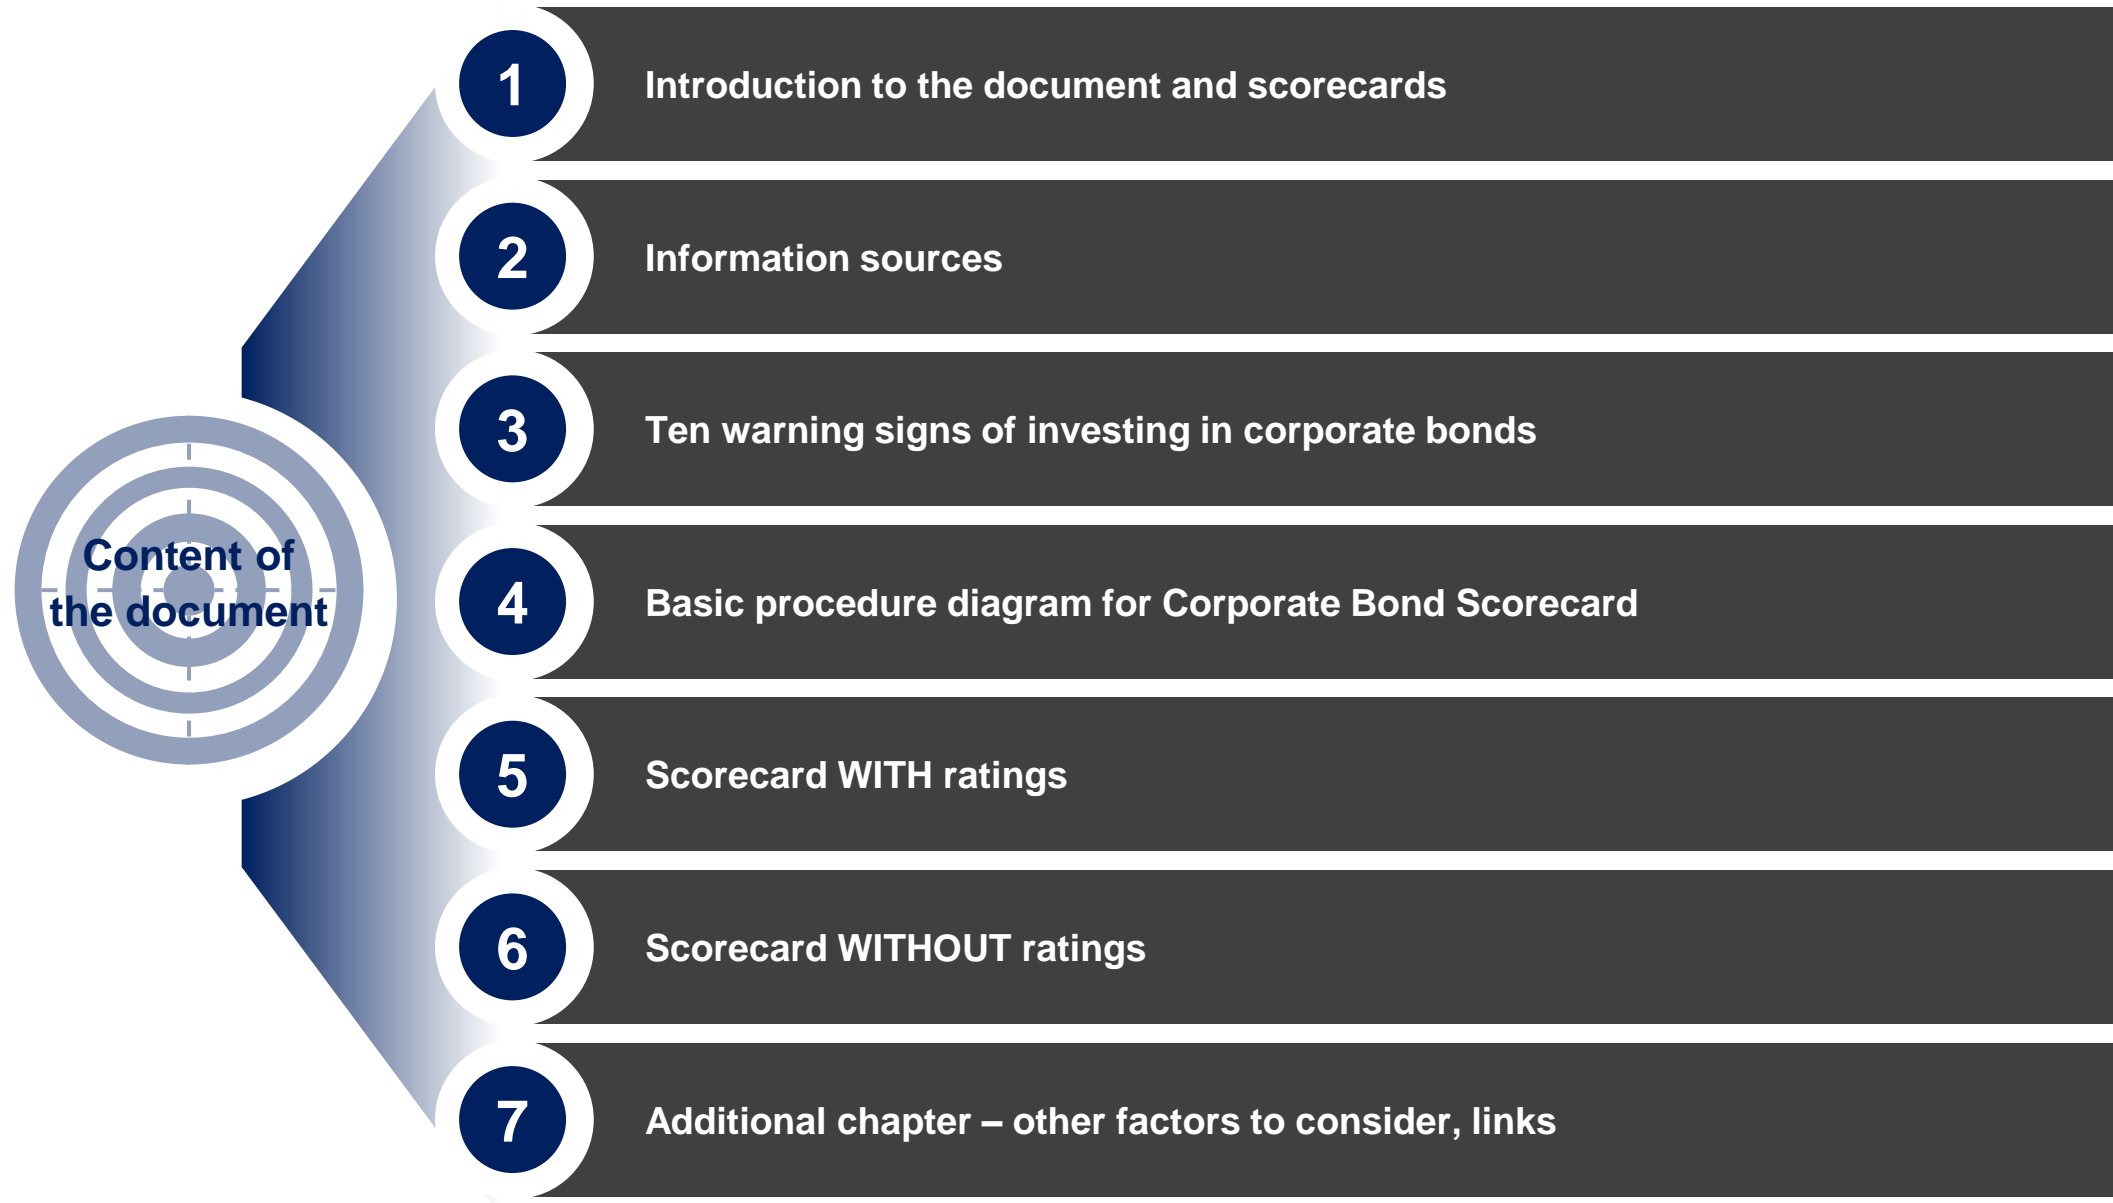 Content of
the document
1
Introduction to the document and scorecards
2
Information sources
3
Ten warning signs of investing in corporate bonds
4
Basic procedure diagram for Corporate Bond Scorecard
5
Scorecard WITH ratings
6
Scorecard WITHOUT ratings
7
Additional chapter – other factors to consider, links